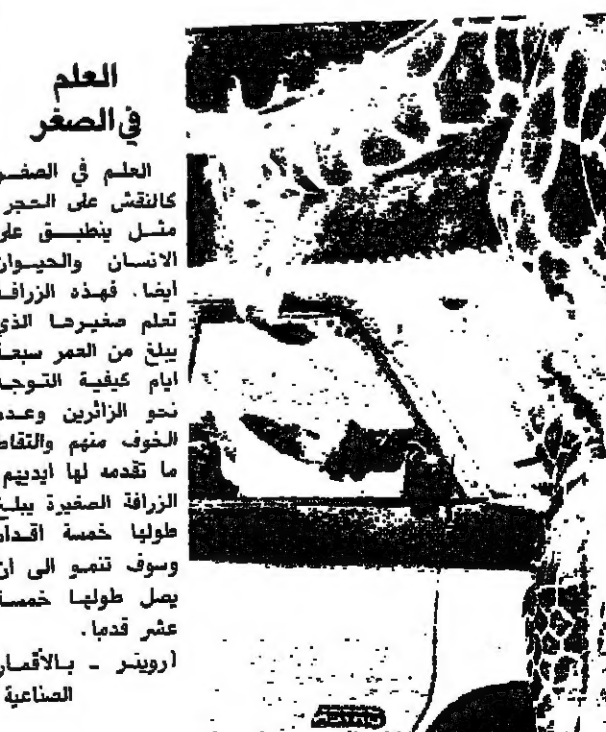 العلم
في الصغر
العلم في الصغر
كالنقش على الحجر
مثل ينطبق على
الانسان والحيوان
أيضا. فهذه الزرافة
تعلم صغيرها الذي
يبلغ من العمر سبعة
ايام كيفية التوجه
نحو الزائرين وعدم
الخوف منهم والتقاط
ما تقدمه لها ايديهم
الزرافة الصغيرة يبلغ
طولها خمسة اقدام
وسوف تنمو الى ان
يصل طولها خمسة
عشر قدما.
(رويتر - بالأقمار
الصناعية